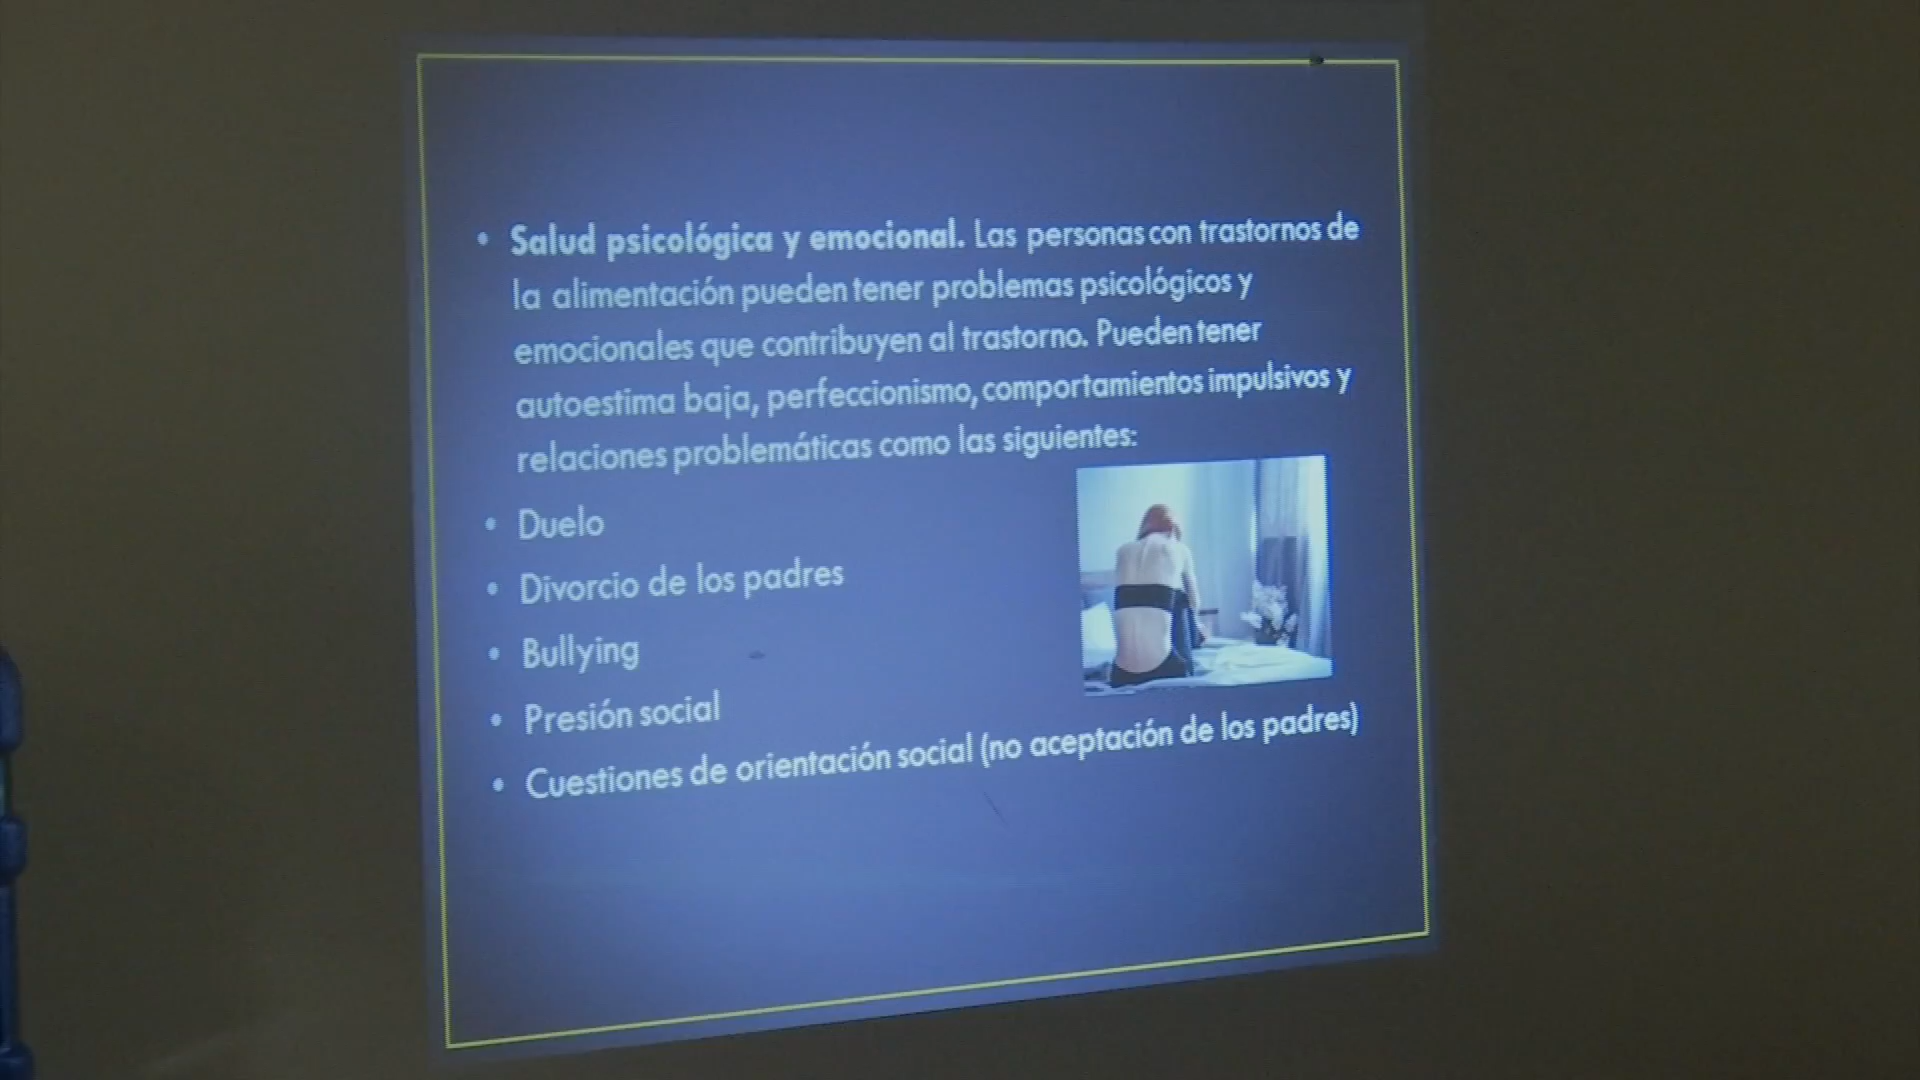 • Salud psicológica y emocional. Las personas con trastornos de
la alimentación pueden tener problemas psicológicos y
emocionales que contribuyen al trastorno. Pueden tener
autoestima baja, perfeccionismo, comportamientos impulsivos y
relaciones problemáticas como las siguientes:
• Duelo
• Divorcio de los padres
• Bullying
• Presión social
• Cuestiones de orientación social (no aceptación de los padres)